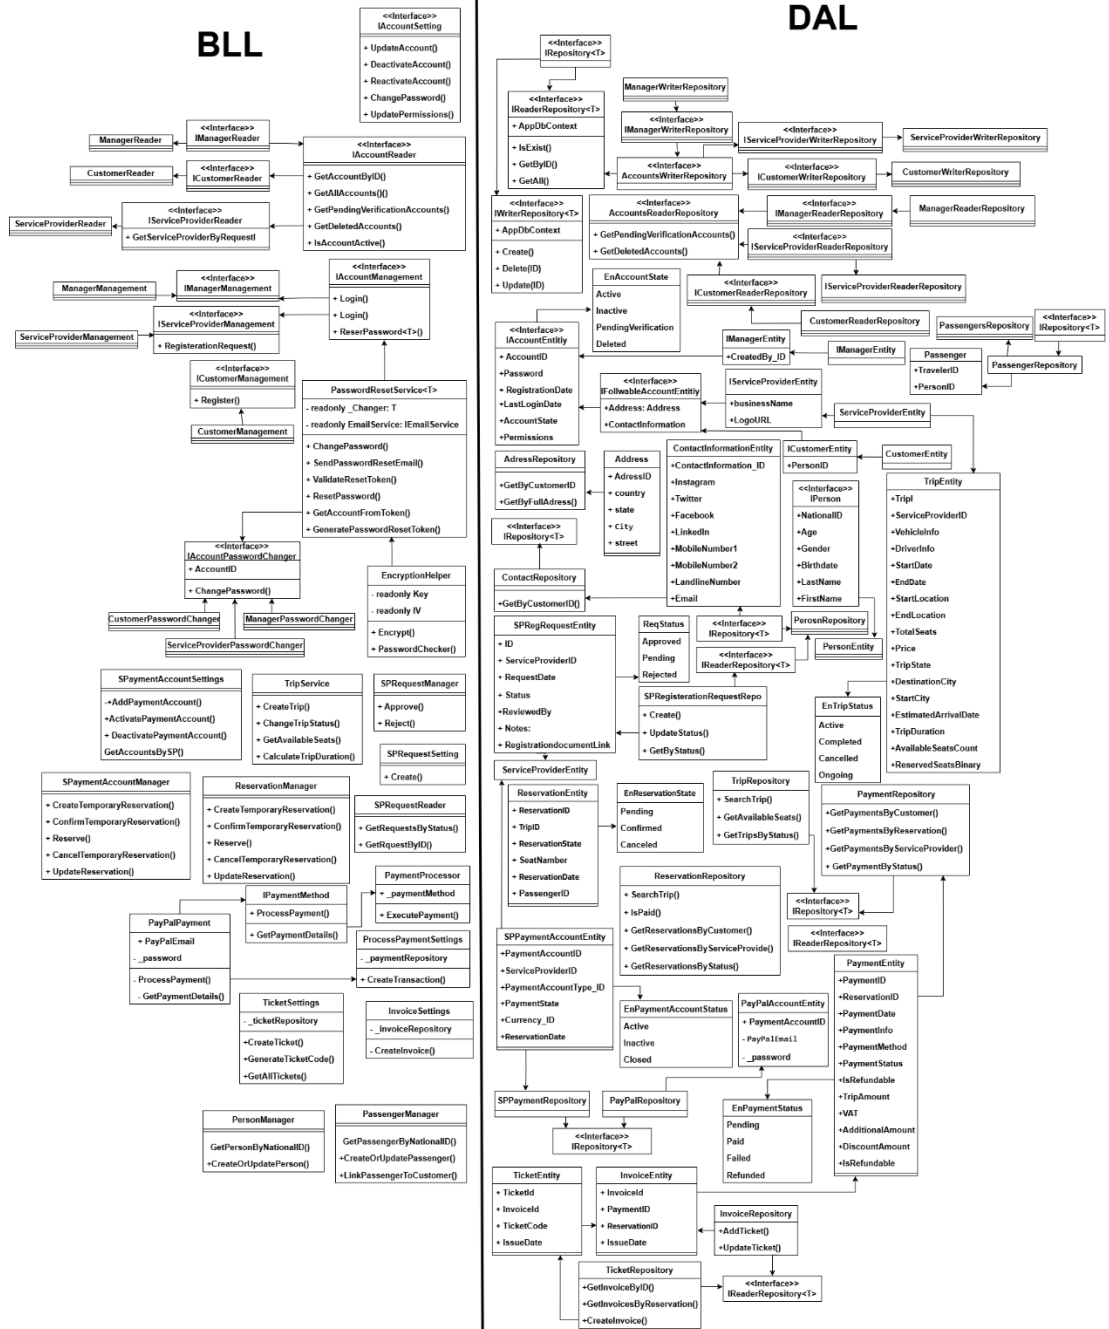 BLL
<<Interface>>
IAccountSetting
+ UpdateAccount()
+ DeactivateAccount()
+ ReactivateAccount()
+ ChangePassword()
+ UpdatePermissions()
ManagerReader
<<Interface>>
IManagerReader
<<Interface>>
IAccountReader
+ GetAccountByID()
+ GetAllAccounts(()
+ GetPendingVerificationAccounts()
+ GetDeletedAccounts()
+ IsAccountActive()
CustomerReader
<<Interface>>
ICustomerReader
ServiceProviderReader
<<Interface>>
IServiceProviderReader
+ GetServiceProviderByRequestI
<<Interface>>
IAccountManagement
+ Login()
+ Login()
+ ReserPassword<T>()
ManagerManagement
<<Interface>>
IManagerManagement
ServiceProviderManagement
<<Interface>>
IServiceProviderManagement
+ RegisterationRequest()
<<Interface>>
ICustomerManagement
+ Register()
CustomerManagement
PasswordResetService<T>
- readonly _Changer: T
- readonly EmailService: IEmailService
+ ChangePassword()
+ SendPasswordResetEmail()
+ ValidateResetToken()
+ ResetPassword()
+ GetAccountFromToken()
+ GeneratePasswordResetToken()
<<Interface>>
IAccountPasswordChanger
+ AccountID
+ ChangePassword()
CustomerPasswordChanger
ManagerPasswordChanger
ServiceProviderPasswordChanger
EncryptionHelper
- readonly Key
- readonly IV
+ Encrypt()
+ PasswordChecker()
SPaymentAccountSettings
-+AddPaymentAccount()
+ActivatePaymentAccount()
+ DeactivatePaymentAccount()
GetAccountsBySP()
TripService
+ CreateTrip()
+ ChangeTripStatus()
+ GetAvailableSeats()
+ CalculateTripDuration()
SPRequestManager
+ Approve()
+ Reject()
SPRequestSetting
+ Create()
SPaymentAccountManager
+ CreateTemporaryReservation()
+ ConfirmTemporaryReservation()
+ Reserve()
+ CancelTemporaryReservation()
+ UpdateReservation()
ReservationManager
+ CreateTemporaryReservation()
+ ConfirmTemporaryReservation()
+ Reserve()
+ CancelTemporaryReservation()
+ UpdateReservation()
SPRequestReader
+ GetRequestsByStatus()
+ GetRquestByID()
IPaymentMethod
+ProcessPayment()
+ GetPaymentDetails()
PaymentProcessor
+ _paymentMethod
+ ExecutePayment()
PayPalPayment
+ PayPalEmail
- _password
- ProcessPayment()
- GetPaymentDetails()
ProcessPaymentSettings
- _paymentRepository
+ CreateTransaction()
TicketSettings
- _ticketRepository
+CreateTicket()
+GenerateTicketCode()
+GetAllTickets()
InvoiceSettings
- _invoiceRepository
- CreateInvoice()
PersonManager
GetPersonByNationalID()
+CreateOrUpdatePerson()
PassengerManager
GetPassengerByNationalID()
+CreateOrUpdatePassenger()
+LinkPassengerToCustomer()
DAL
<<Interface>>
IRepository<T>
<<Interface>>
IReaderRepository<T>
+ AppDbContext
+ IsExist()
+ GetByID()
+ GetAll()
ManagerWriterRepository
<<Interface>>
IManagerWriterRepository
<<Interface>>
IServiceProviderWriterRepository
ServiceProviderWriterRepository
AccountsWriterRepository
<<Interface>>
ICustomerWriterRepository
CustomerWriterRepository
<<Interface>>
IWriterRepository<T>
+ AppDbContext
+ Create()
+ Delete(ID)
+ Update(ID)
<<Interface>>
AccountsReaderRepository
+ GetPendingVerificationAccounts()
+ GetDeletedAccounts()
<<Interface>>
IManagerReaderRepository
ManagerReaderRepository
<<Interface>>
IServiceProviderReaderRepository
<<Interface>>
IServiceProviderReaderRepository
EnAccountState
Active
Inactive
PendingVerification
Deleted
<<Interface>>
ICustomerReaderRepository
CustomerReaderRepository
PassengersRepository
<<Interface>>
IRepository<T>
<<Interface>>
IAccountEntity
+ AccountID
+Password
+ RegistrationDate
+LastLoginDate
+AccountState
+Permissions
IManagerEntity
+CreatedBy_ID
IManagerEntity
Passenger
+TravelerID
+PersonID
PassengerRepository
<<Interface>>
IFollwableAccountEntity
+Address: Address
+ContactInformation
IServiceProviderEntity
+businessName
+LogoURL
ServiceProviderEntity
ICustomerEntity
+PersonID
CustomerEntity
AdressRepository
+GetByCustomerID
+GetByFullAdress()
Address
+ AdressID
+ country
+ state
+ City
+ street
ContactInformationEntity
+ContactInformation_ID
+Instagram
+Twitter
+Facebook
+LinkedIn
+MobileNumber1
+MobileNumber2
+LandlineNumber
+Email
<<Interface>>
IPerson
+NationalID
+Age
+Gender
+Birthdate
+LastName
+FirstName
TripEntity
+TripI
+ServiceProviderID
+VehicleInfo
+DriverInfo
+StartDate
+EndDate
+StartLocation
+EndLocation
+TotalSeats
+Price
+TripState
+DestinationCity
+StartCity
+EstimatedArrivalDate
+TripDuration
+AvailableSeatsCount
+ReservedSeatsBinary
<<Interface>>
IRepository<T>
ContactRepository
+GetByCustomerID()
<<Interface>>
IRepository<T>
PerosnRepository
PersonEntity
SPRegRequestEntity
+ ID
+ ServiceProviderID
+ RequestDate
+ Status
+ReviewedBy
+ Notes:
+ RegistrationdocumentLink
ReqStatus
Approved
Pending
Rejected
<<Interface>>
IReaderRepository<T>
SPRegisterationRequestRepo
+ Create()
+ UpdateStatus()
+ GetByStatus()
EnTripStatus
Active
Completed
Cancelled
Ongoing
ServiceProviderEntity
ReservationEntity
+ ReservationID
+ TripID
+ ReservationState
+ SeatNamber
+ ReservationDate
+ PassengerID
EnReservationState
Pending
Confirmed
Canceled
TripRepository
+ SearchTrip()
+ GetAvailableSeats()
+ GetTripsByStatus()
PaymentRepository
+GetPaymentsByCustomer()
+GetPaymentsByReservation()
+GetPaymentsByServiceProvider()
+ GetPaymentByStatus()
ReservationRepository
+ SearchTrip()
+ IsPaid()
+ GetReservationsByCustomer()
+ GetReservationsByServiceProvide()
+ GetReservationsByStatus()
<<Interface>>
IRepository<T>
<<Interface>>
IReaderRepository<T>
SPPaymentAccountEntity
+PaymentAccountID
+ServiceProviderID
+PaymentAccountType_ID
+PaymentState
+Currency_ID
+ReservationDate
EnPaymentAccountStatus
Active
Inactive
Closed
PayPalAccountEntity
+ PaymentAccountID
- PayPalEmail
- _password
PaymentEntity
+PaymentID
+ReservationID
+PaymentDate
+PaymentInfo
+PaymentMethod
+PaymentStatus
+IsRefundable
+TripAmount
+VAT
+AdditionalAmount
+DiscountAmount
+IsRefundable
SPPaymentRepository
PayPalRepository
<<Interface>>
IRepository<T>
EnPaymentStatus
Pending
Paid
Failed
Refunded
TicketEntity
+ TicketId
+ InvoiceId
+ TicketCode
+ IssueDate
InvoiceEntity
+ InvoiceId
+ PaymentID
+ ReservationID
+ IssueDate
InvoiceRepository
+AddTicket()
+UpdateTicket()
TicketRepository
+GetInvoiceByID()
+GetInvoicesByReservation()
+CreateInvoice()
<<Interface>>
IReaderRepository<T>